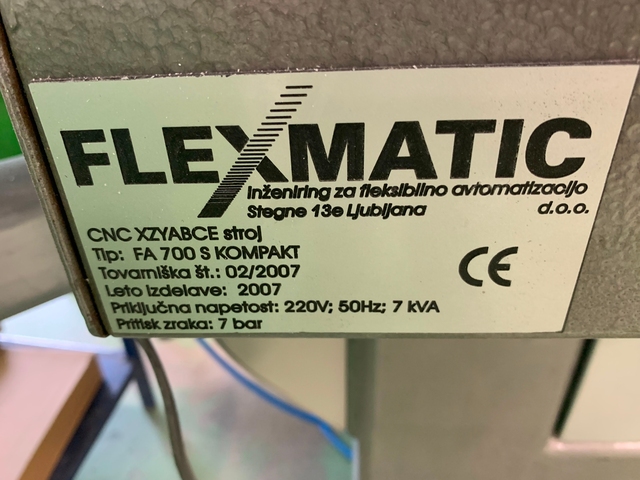 FLEXMATIC
Inženiring za fleksibilno avtomatizacijo
Stegne 13e Ljubljana d.o.o.
CNC XZYABCE stroj
Tip: FA 700 S KOMPAKT
Tovarniška št.: 02/2007
Leto izdelave: 2007
Priključna napetost: 220V; 50Hz; 7 kVA
Pritisk zraka: 7 bar
CE